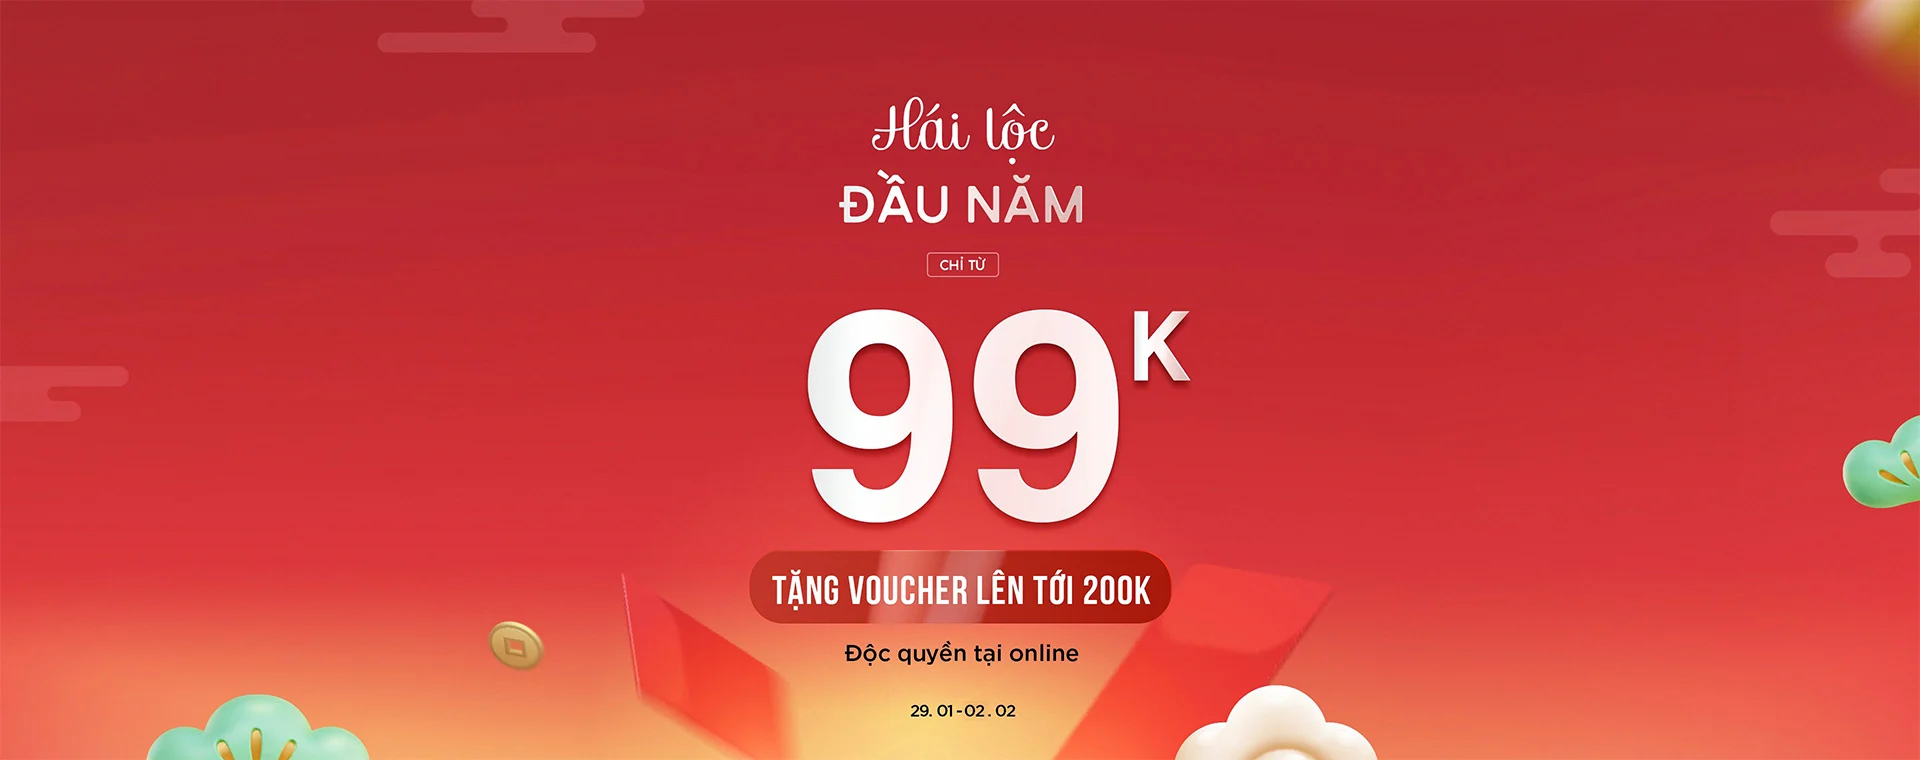 Hái lộc
ĐẦU NĂM
CHỈ TỪ
99K
TẶNG VOUCHER LÊN TỚI 200K
Độc quyền tại online
29. 01 - 02 . 02